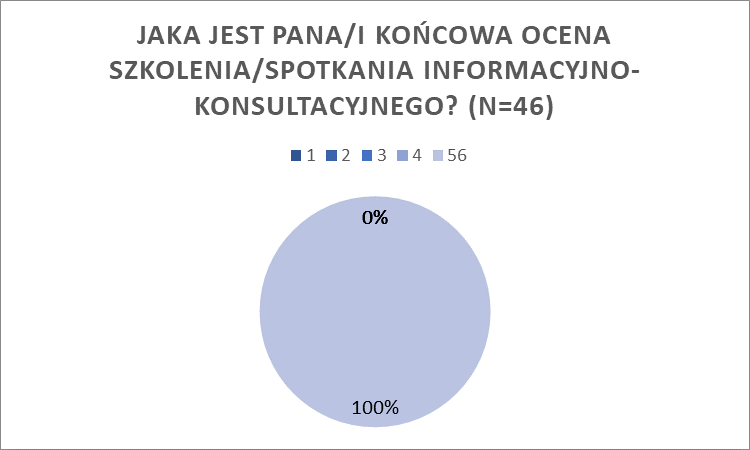 JAKA JEST PANA/I KOŃCOWA OCENA
SZKOLENIA/SPOTKANIA INFORMACYJNO-
KONSULTACYJNEGO? (N=46)
1 2 3 4 56
0%
100%